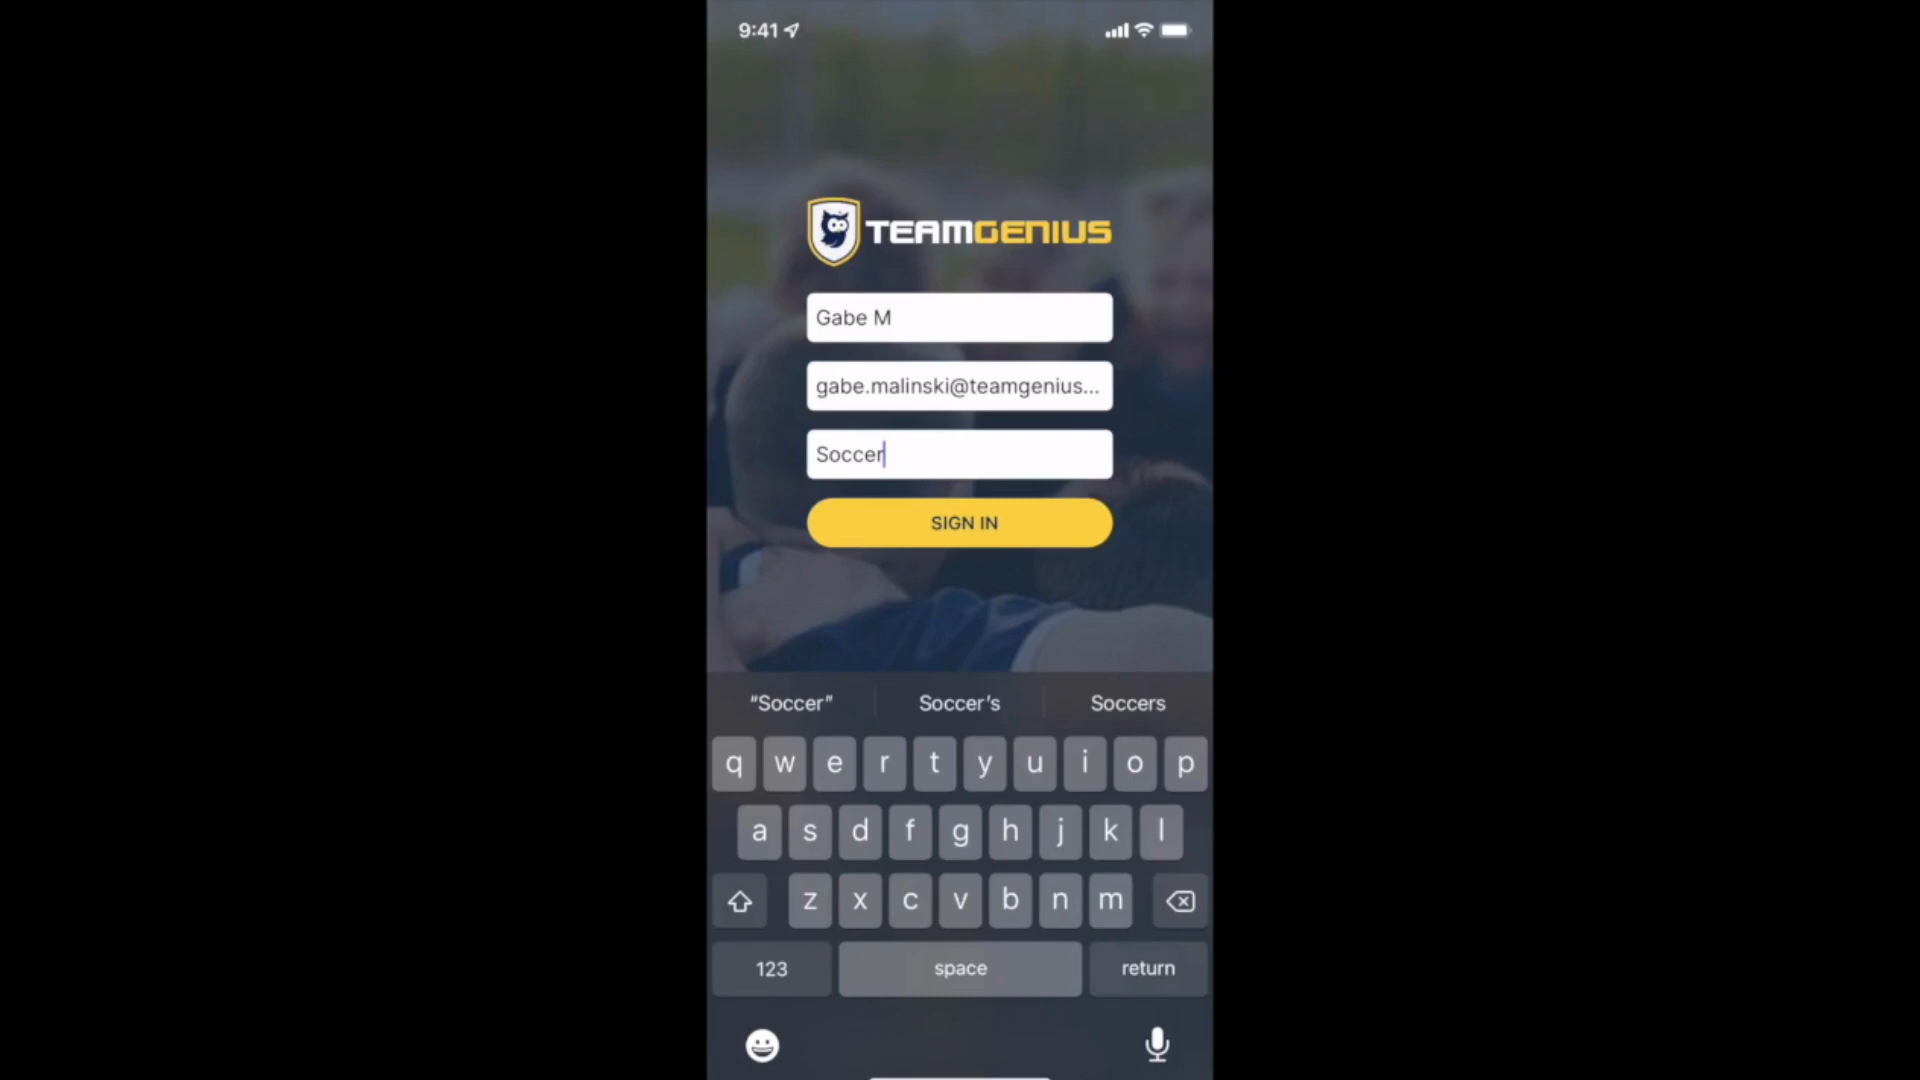 9:41
TEAMGENIUS
Gabe M
gabe.malinski@teamgenius...
Soccer
SIGN IN
“Soccer” Soccer’s Soccers
q w e r t y u i o p
a s d f g h j k l
z x c v b n m
123 space return